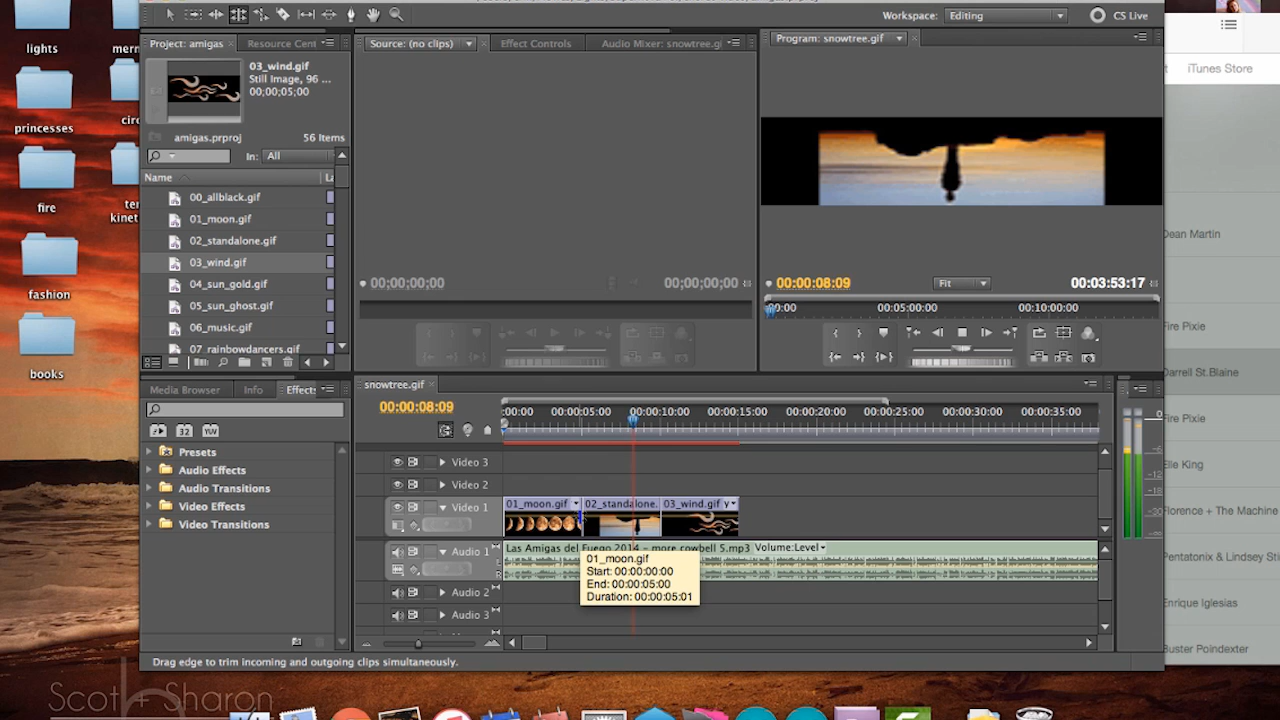 lights
princesses
fire
fashion
books
Workspace: Editing
CS Live
Project: amigas
Resource Cent
03_wind.gif
Still Image, 96 ...
00;00;05;00
amigas.prproj
56 Items
In: All
Name
00_allblack.gif
01_moon.gif
02_standalone.gif
03_wind.gif
04_sun_gold.gif
05_sun_ghost.gif
06_music.gif
07_rainbowdancers.gif
Source: (no clips)
Effect Controls
Audio Mixer: snowtree.gi
00;00;00;00
00;00;00;00
Program: snowtree.gif
00:00:08:09
Fit
00:03:53:17
00:05:00:00
00:10:00:00
Media Browser
Info
Effects
32
YUV
Presets
Audio Effects
Audio Transitions
Video Effects
Video Transitions
snowtree.gif
00:00:08:09
:00:00
00:00:05:00
00:00:10:00
00:00:15:00
00:00:20:00
00:00:25:00
00:00:30:00
00:00:35:00
Video 3
Video 2
Video 1
01_moon.gif
02_standalone.
03_wind.gif
Audio 1
Las Amigas del Fuego 2014 - more cowbell 5.mp3 Volume:Level
01_moon.gif
Start: 00:00:00:00
End: 00:00:05:00
Duration: 00:00:05:01
Audio 2
Audio 3
0
-6
-12
-18
-30
Drag edge to trim incoming and outgoing clips simultaneously.
iTunes Store
Dean Martin
Fire Pixie
Darrell St.Blaine
Fire Pixie
Elle King
Florence + The Machine
Pentatonix & Lindsey Sti
Enrique Iglesias
Buster Poindexter
Scott + Sharon